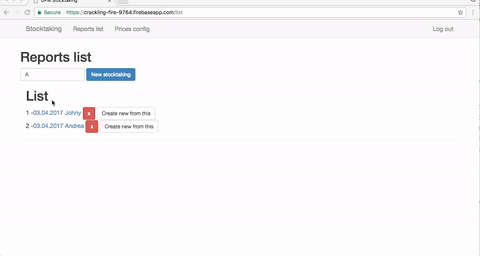 Stocktaking
Secure https://crackling-fire-9764.firebaseapp.com/list
Stocktaking Reports list Prices config Log out
Reports list
A New stocktaking
List
1 -03.04.2017 Johny x Create new from this
2 -03.04.2017 Andrea x Create new from this